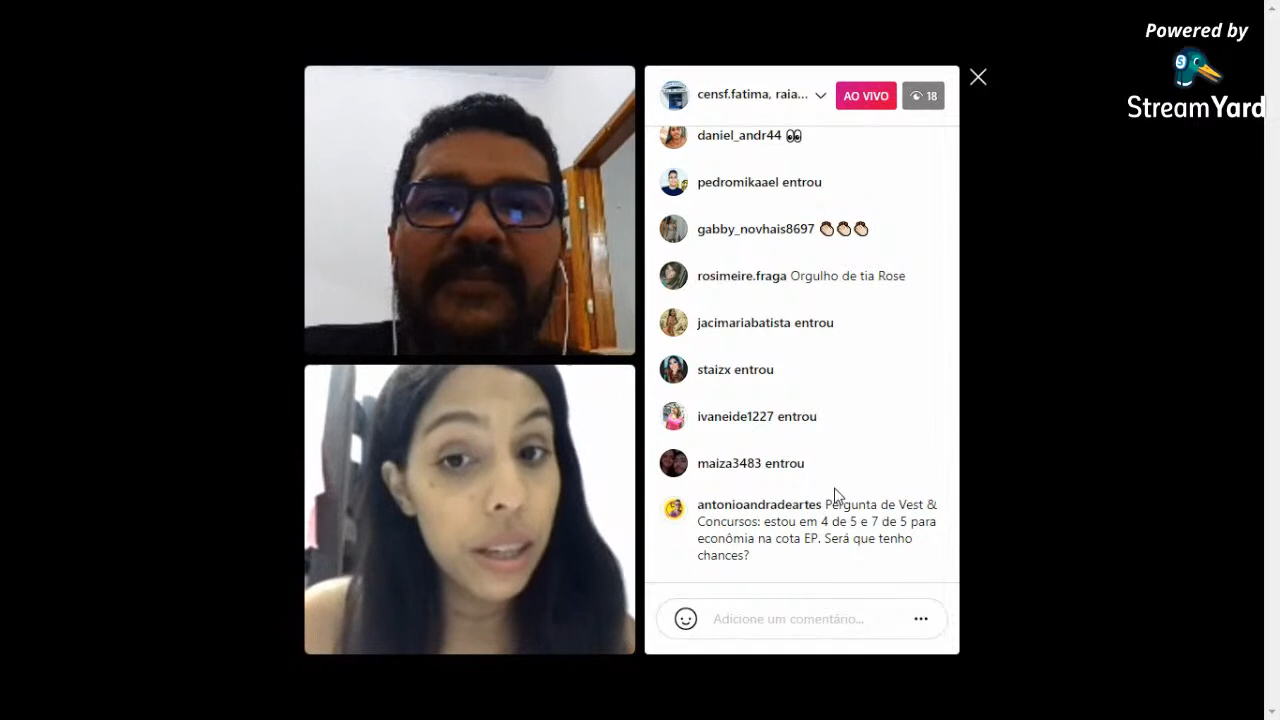 Powered by
StreamYard
censf.fatima, raia...
AO VIVO
18
daniel_andr44 👀
pedromikaael entrou
gabby_novhais8697 👏🏻👏🏻👏🏻
rosimeire.fraga Orgulho de tia Rose
jacimariabatista entrou
staizx entrou
ivaneide1227 entrou
maiza3483 entrou
antonioandradeartes Pergunta de Vest &
Concursos: estou em 4 de 5 e 7 de 5 para
econômia na cota EP. Será que tenho
chances?
Adicione um comentário...